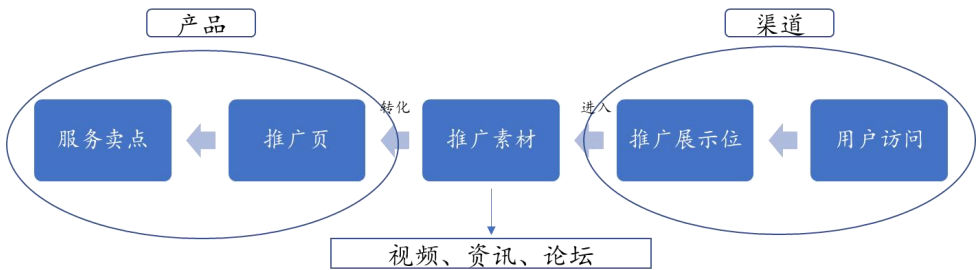 产品
渠道
转化
进入
服务卖点
推广页
推广素材
推广展示位
用户访问
视频、资讯、论坛